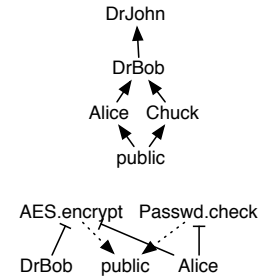 DrJohn
DrBob
Alice Chuck
public
AES.encrypt Passwd.check
DrBob public Alice